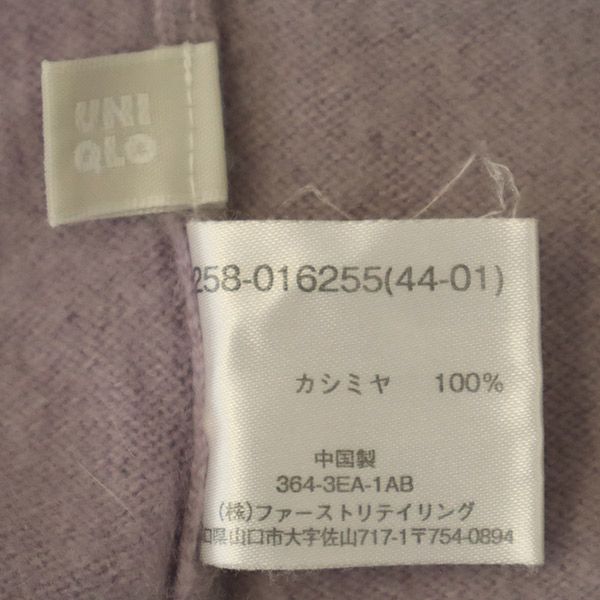 UNI
QLO
258-016255(44-01)
カシミヤ 100%
中国製
364-3EA-1AB
(株)ファーストリテイリング
口県山口市大字佐山717-1〒754-0894